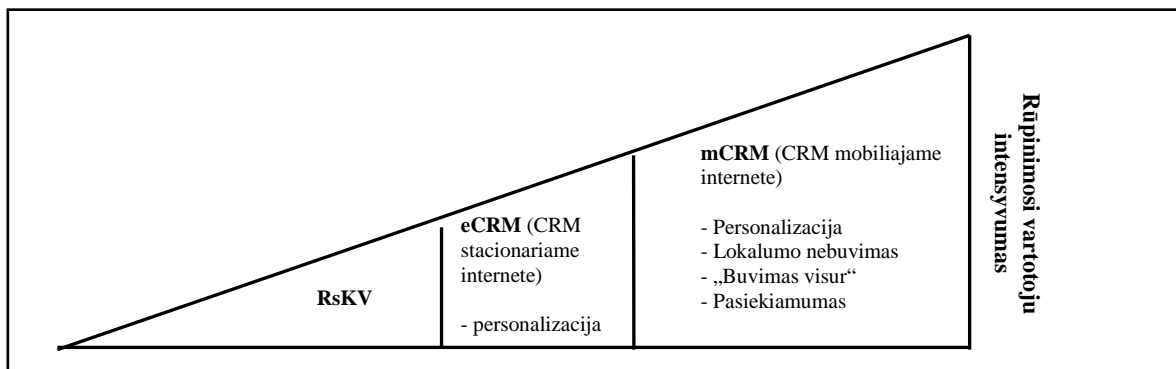 RsKV
eCRM (CRM
stacionariame
internete)
- personalizacija
mCRM (CRM mobiliajame
internete)
- Personalizacija
- Lokalumo nebuvimas
- „Buvimas visur“
- Pasiekiamumas
Rūpinimosi vartotoju
intensyvumas